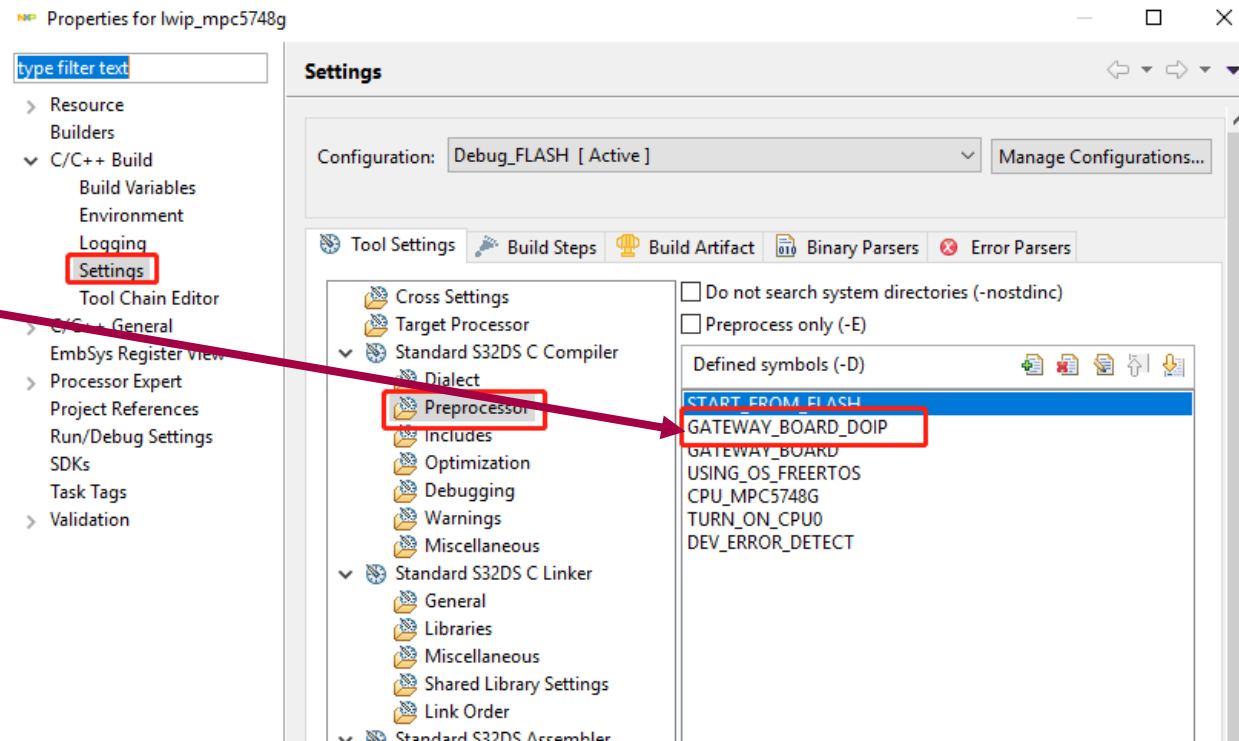 NXP Properties for lwip_mpc5748g
type filter text
Resource
Builders
C/C++ Build
Build Variables
Environment
Logging
Settings
Tool Chain Editor
C/C++ General
EmbSys Register View
Processor Expert
Project References
Run/Debug Settings
SDKs
Task Tags
Validation
Settings
Configuration: Debug_FLASH [ Active ] Manage Configurations...
Tool Settings Build Steps 010 Build Artifact Binary Parsers Error Parsers
Cross Settings
Target Processor
Standard S32DS C Compiler
Dialect
Preprocessor
Includes
Optimization
Debugging
Warnings
Miscellaneous
Standard S32DS C Linker
General
Libraries
Miscellaneous
Shared Library Settings
Link Order
Standard S32DS Assembler
Do not search system directories (-nostdinc)
Preprocess only (-E)
Defined symbols (-D)
START_FROM_FLASH
GATEWAY_BOARD_DOIP
GATEWAY_BOARD
USING_OS_FREERTOS
CPU_MPC5748G
TURN_ON_CPU0
DEV_ERROR_DETECT